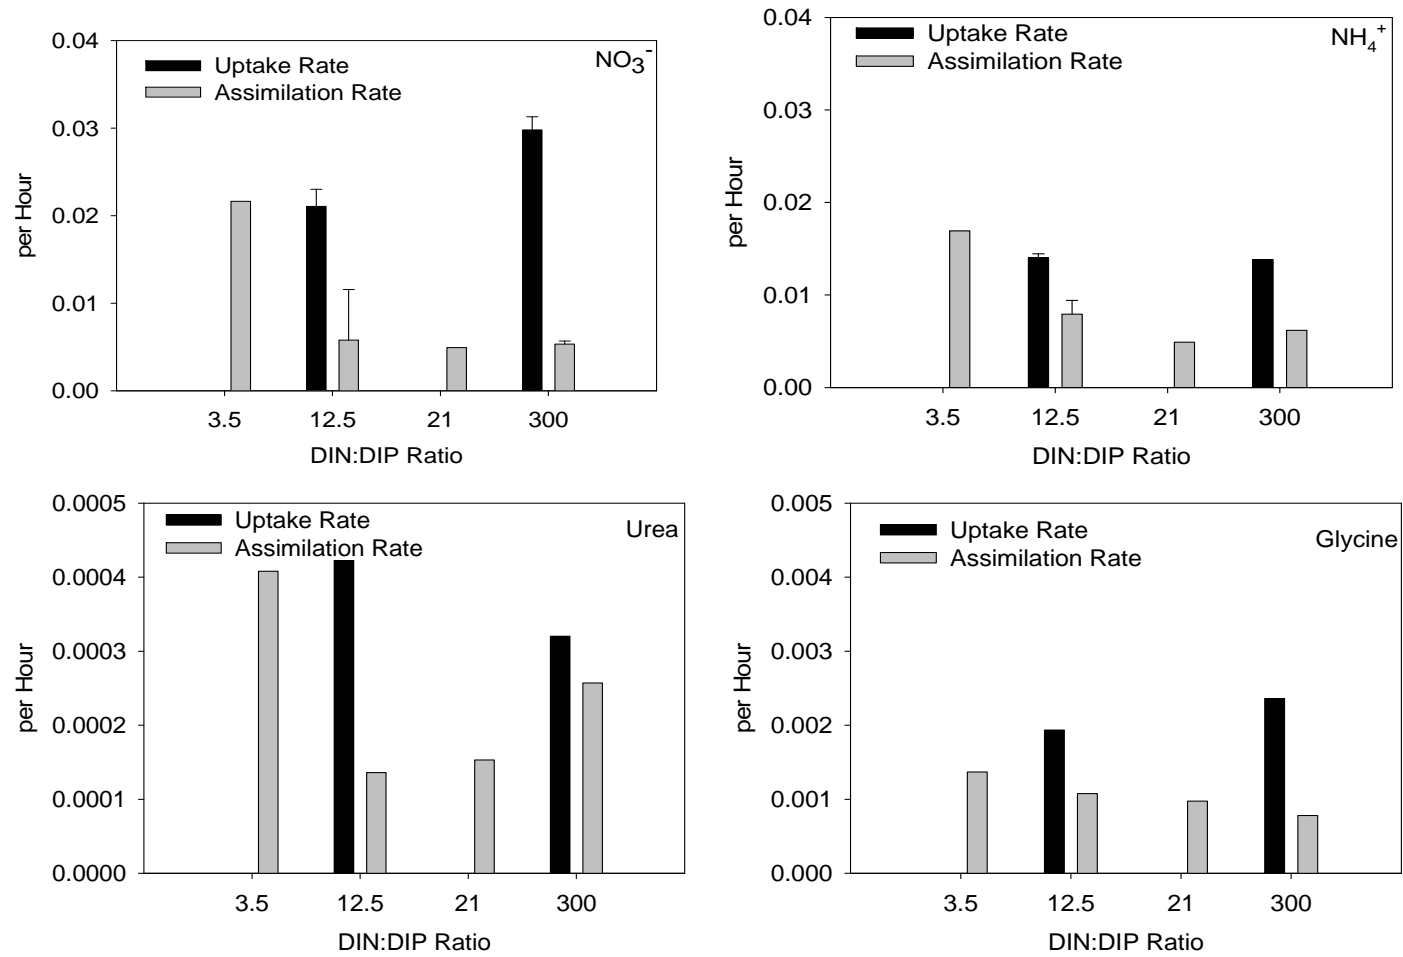 0.04
0.03
0.02
0.01
0.00
per Hour
Uptake Rate
Assimilation Rate
NO3-
3.5 12.5 21 300
DIN:DIP Ratio
0.04
0.03
0.02
0.01
0.00
per Hour
Uptake Rate
Assimilation Rate
NH4+
3.5 12.5 21 300
DIN:DIP Ratio
0.0005
0.0004
0.0003
0.0002
0.0001
0.0000
per Hour
Uptake Rate
Assimilation Rate
Urea
3.5 12.5 21 300
DIN:DIP Ratio
0.005
0.004
0.003
0.002
0.001
0.000
per Hour
Uptake Rate
Assimilation Rate
Glycine
3.5 12.5 21 300
DIN:DIP Ratio